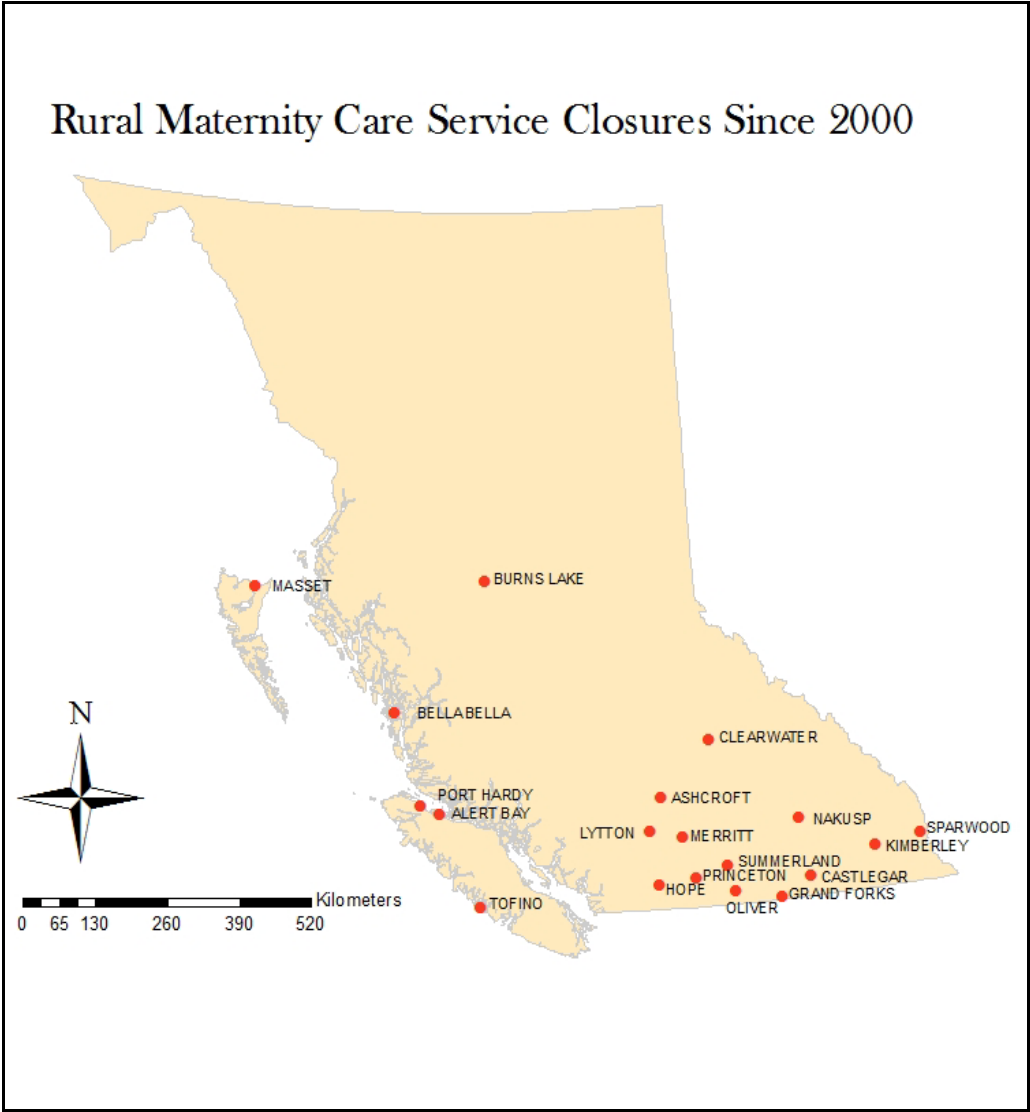 Rural Maternity Care Service Closures Since 2000
MASSET
BURNS LAKE
N
BELLABELLA
CLEARWATER
PORT HARDY
ASHCROFT
ALERT BAY
NAKUSP
LYTTON
MERRITT
SPARWOOD
KIMBERLEY
SUMMERLAND
PRINCETON
CASTLEGAR
HOPE
GRAND FORKS
OLIVER
TOFINO
Kilometers
0 65 130 260 390 520